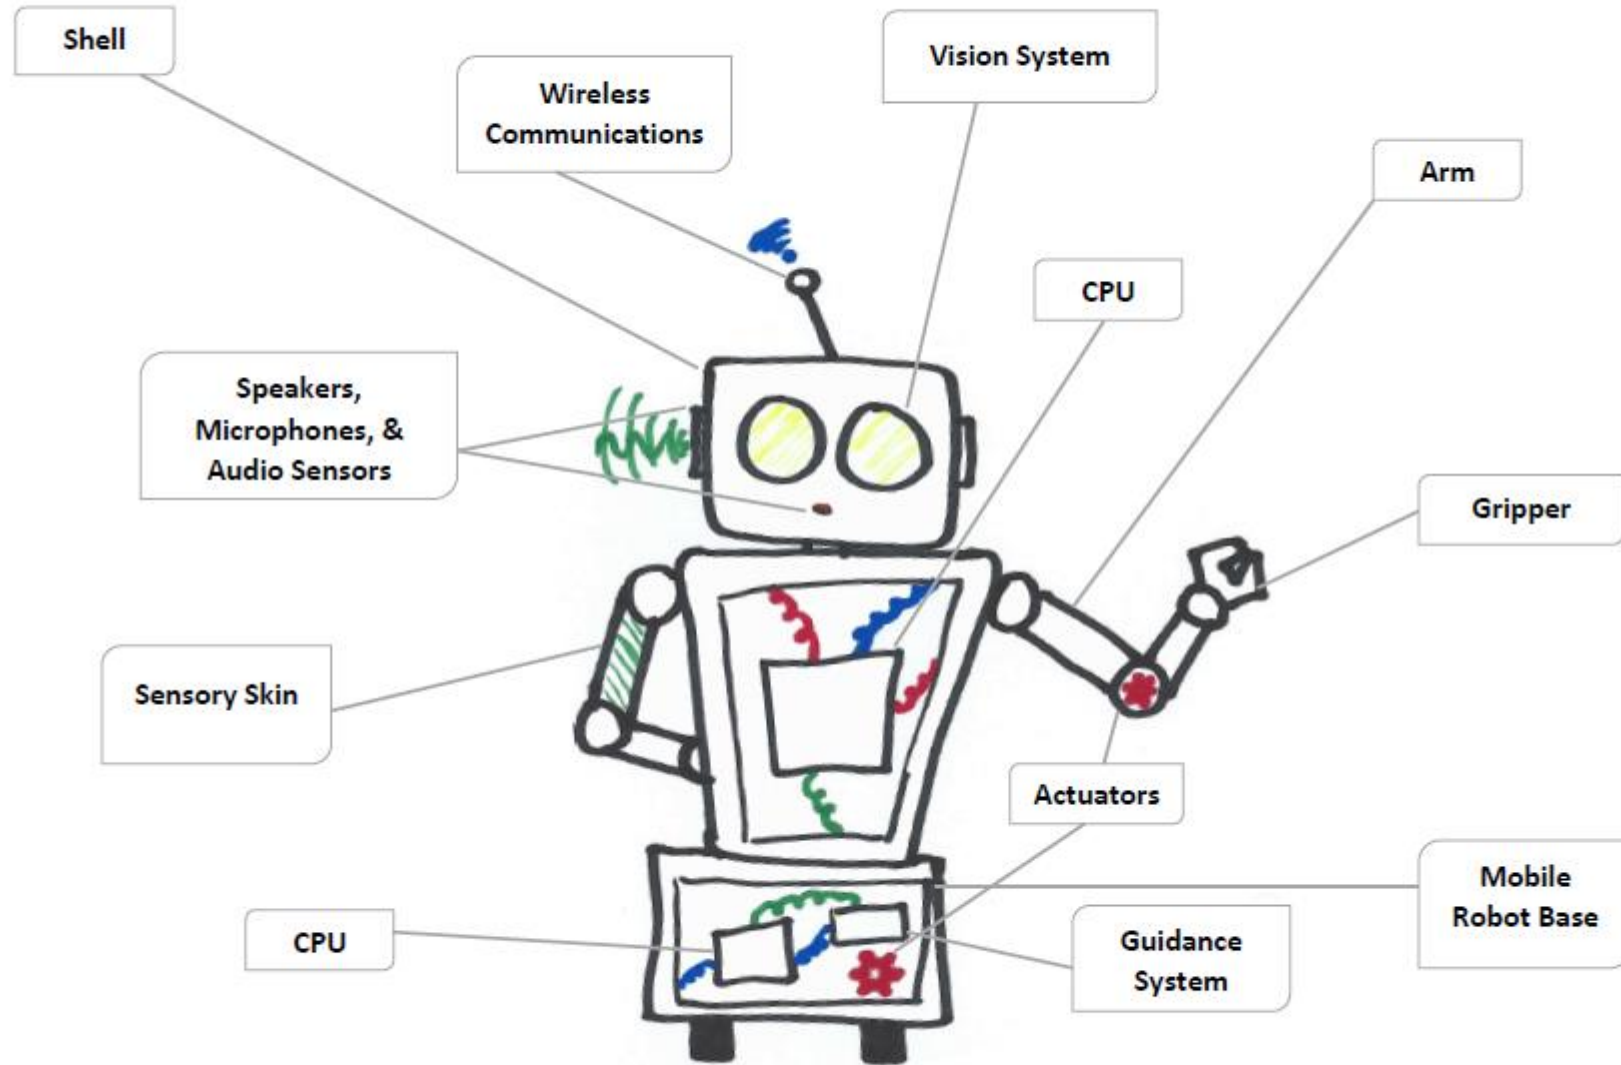 Shell
Wireless
Communications
Vision System
Arm
CPU
Speakers,
Microphones, &
Audio Sensors
Gripper
Sensory Skin
Actuators
Mobile
Robot Base
CPU
Guidance
System